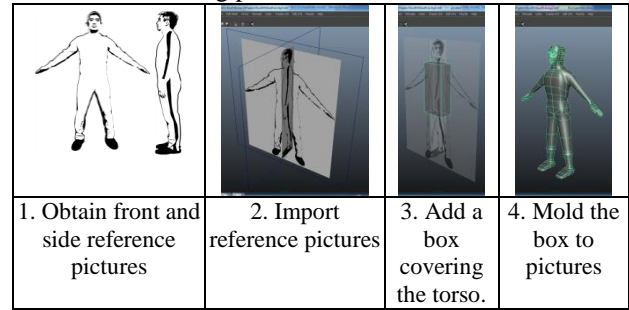 1. Obtain front and
side reference
pictures
2. Import
reference pictures
3. Add a
box
covering
the torso.
4. Mold the
box to
pictures